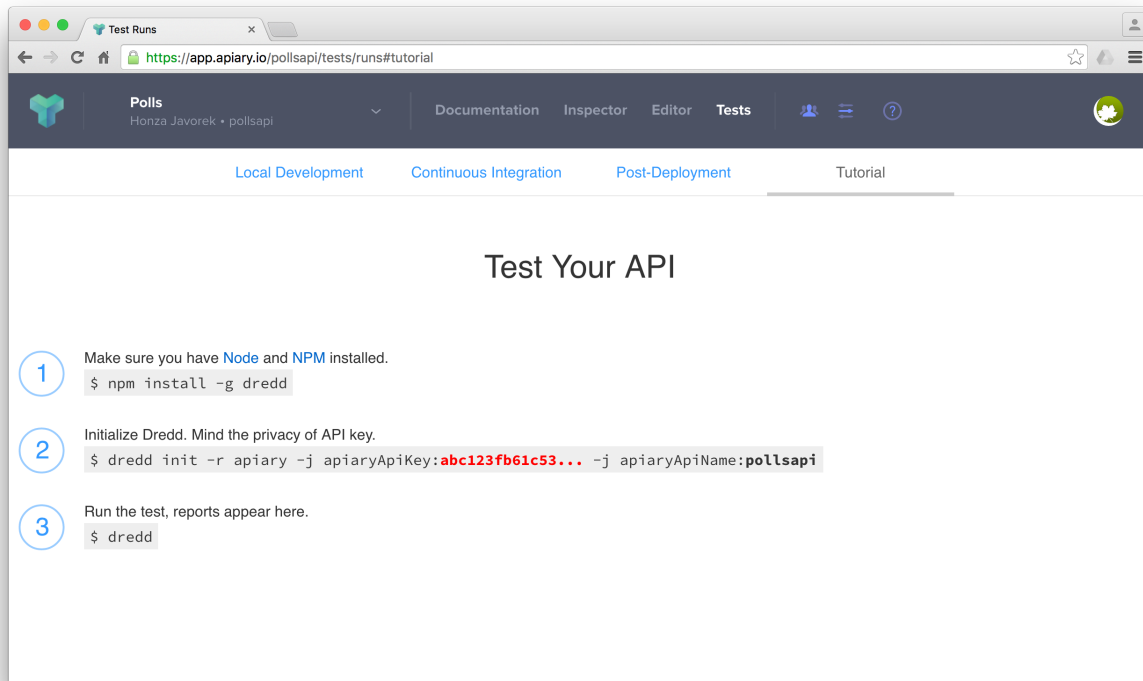 Test Runs
https://app.apiary.io/pollsapi/tests/runs#tutorial
Polls
Honza Javorek • pollsapi
Documentation Inspector Editor Tests ?
Local Development Continuous Integration Post-Deployment Tutorial
Test Your API
1
Make sure you have Node and NPM installed.
$ npm install -g dredd
2
Initialize Dredd. Mind the privacy of API key.
$ dredd init -r apiary -j apiaryApiKey:abc123fb61c53... -j apiaryApiName:pollsapi
3
Run the test, reports appear here.
$ dredd